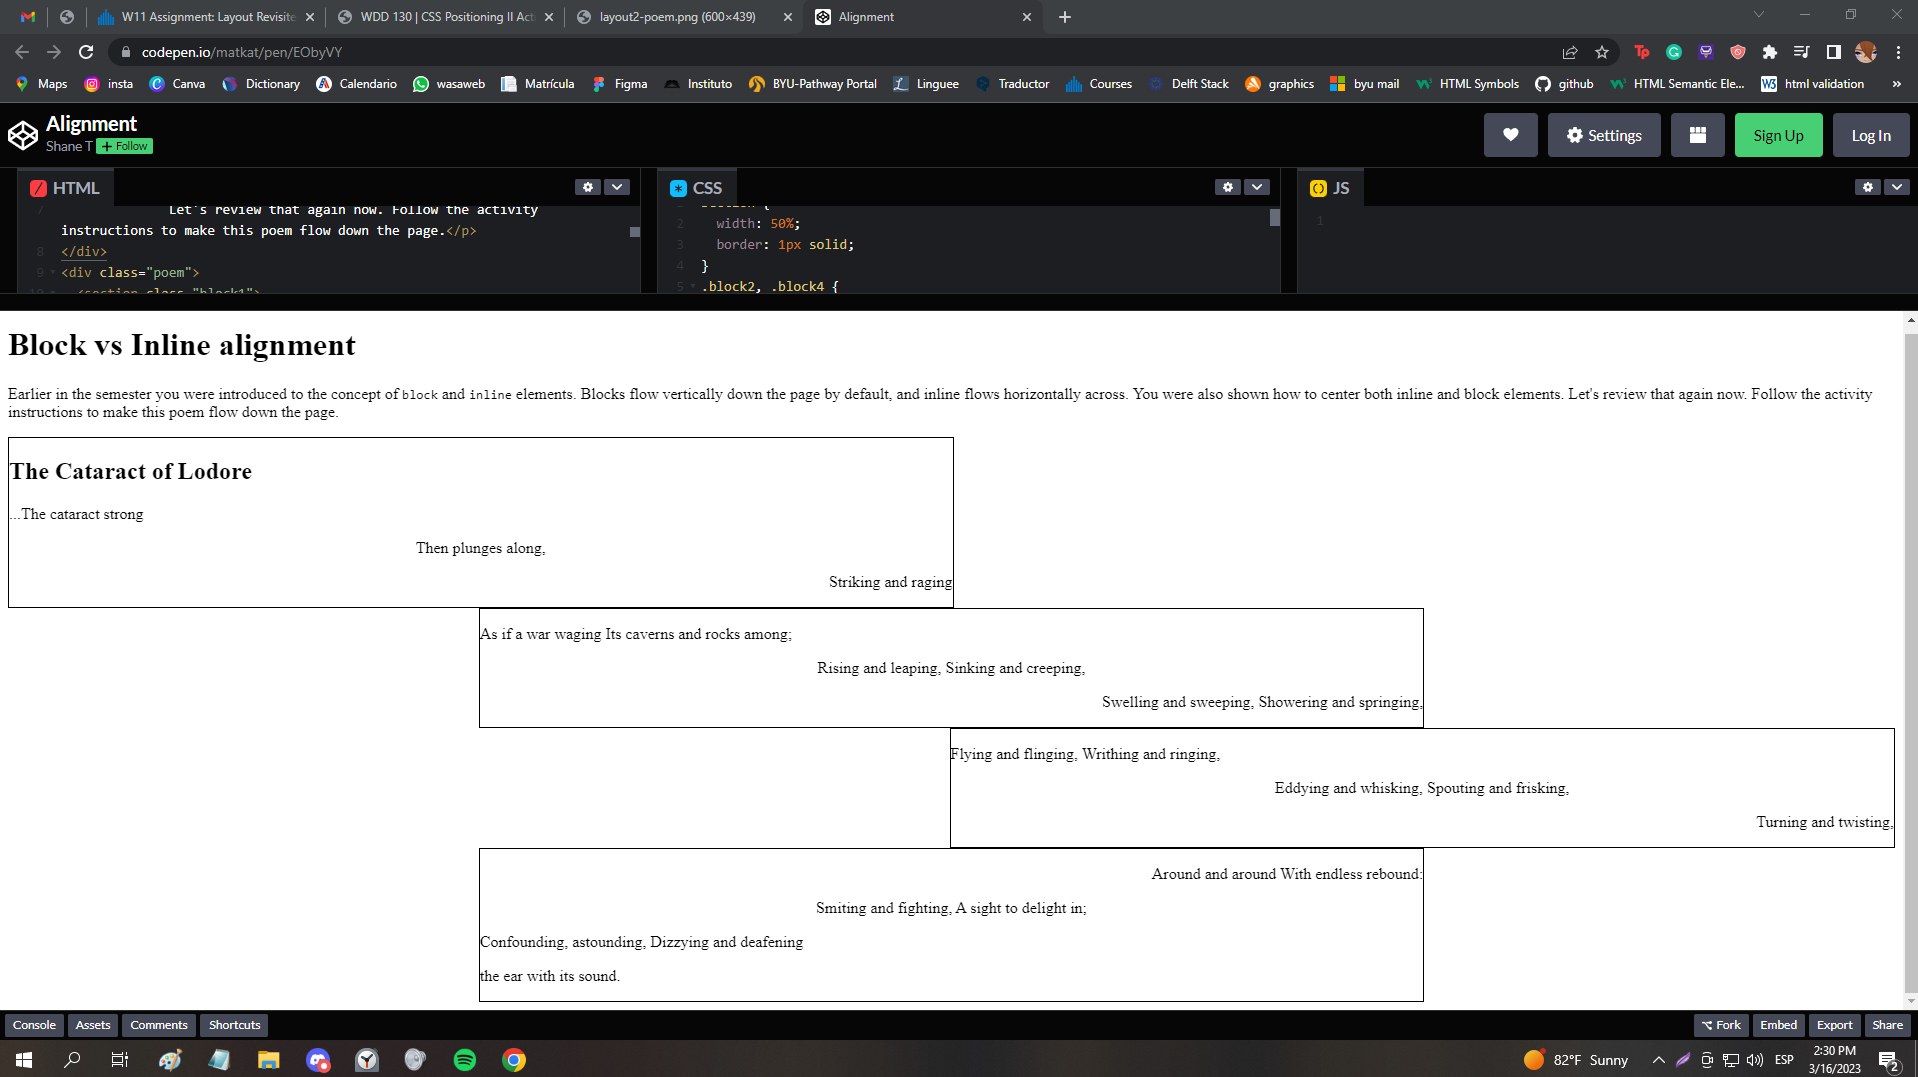 W11 Assignment: Layout Revisite
WDD 130 | CSS Positioning II Acti
layout2-poem.png (600×439)
Alignment
codepen.io/matkat/pen/EObyVY
Maps
insta
Canva
Dictionary
Calendario
wasaweb
Matrícula
Figma
Instituto
BYU-Pathway Portal
Linguee
Traductor
Courses
Delft Stack
graphics
byu mail
HTML Symbols
github
HTML Semantic Ele...
html validation
»
Alignment
Shane T + Follow
Settings
Sign Up
Log In
HTML
CSS
JS
7 Let's review that again now. Follow the activity
instructions to make this poem flow down the page.</p>
8 </div>
9 <div class="poem">
10 <section class="block1">
section {
2 width: 50%;
3 border: 1px solid;
4 }
5 .block2, .block4 {
1
Block vs Inline alignment
Earlier in the semester you were introduced to the concept of block and inline elements. Blocks flow vertically down the page by default, and inline flows horizontally across. You were also shown how to center both inline and block elements. Let's review that again now. Follow the activity
instructions to make this poem flow down the page.
The Cataract of Lodore
...The cataract strong
Then plunges along,
Striking and raging
As if a war waging Its caverns and rocks among;
Rising and leaping, Sinking and creeping,
Swelling and sweeping, Showering and springing,
Flying and flinging, Writhing and ringing,
Eddying and whisking, Spouting and frisking,
Turning and twisting,
Around and around With endless rebound:
Smiting and fighting, A sight to delight in;
Confounding, astounding, Dizzying and deafening
the ear with its sound.
Console
Assets
Comments
Shortcuts
Fork
Embed
Export
Share
82°F Sunny
ESP
2:30 PM
3/16/2023
2